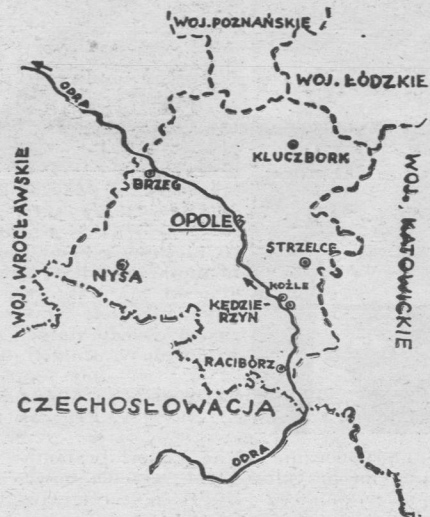 WOJ. POZNAŃSKIE
WOJ. ŁÓDZKIE
ODRA
KLUCZBORK
BRZEG
WOJ. WROCŁAWSKIE
WOJ. KATOWICKIE
OPOLE
STRZELCE
NYSA
KOŹLE
KĘDZIE-
RZYN
RACIBÓRZ
CZECHOSŁOWACJA
ODRA